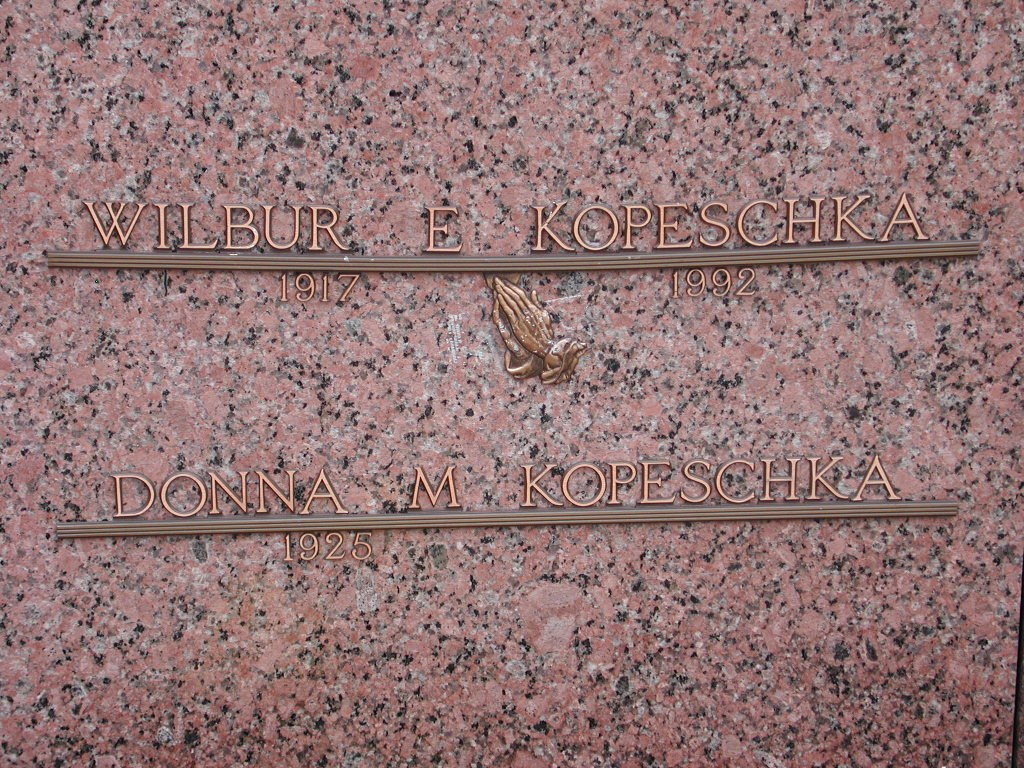 WILBUR E KOPESCHKA
1917 1992
DONNA M KOPESCHKA
1925